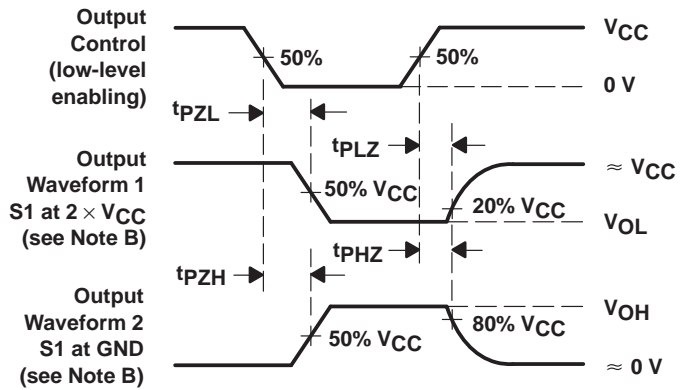 Output
Control
(low-level
enabling)
50%
50%
VCC
0 V
tPZL
tPLZ
Output
Waveform 1
S1 at 2 × VCC
(see Note B)
50% VCC
20% VCC
≈ VCC
VOL
tPZH
tPHZ
Output
Waveform 2
S1 at GND
(see Note B)
50% VCC
80% VCC
VOH
≈ 0 V